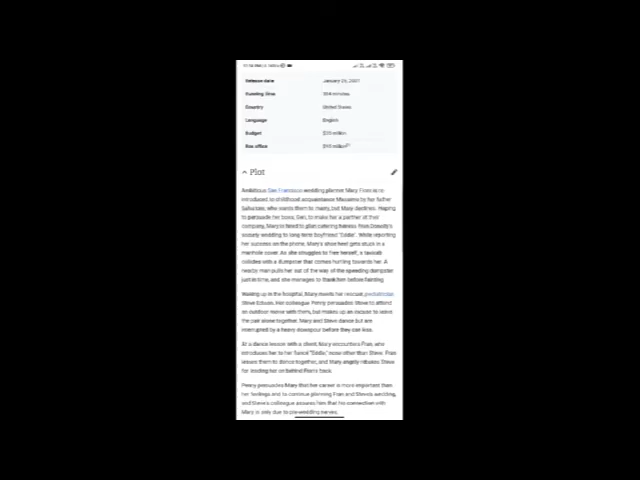 Release date January 26, 2001
Running time 104 minutes
Country United States
Language English
Budget
Box office
Plot
Ambitious San Francisco wedding planner Mary Fiore is re-
introduced to childhood acquaintance Massimo by her father
Salvatore, who wants them to marry, but Mary declines. Hoping
to persuade her boss, Geri, to make her a partner at their
company, Mary is hired to plan catering heiress Fran Donolly's
society wedding to long-term boyfriend "Eddie". While reporting
her success on the phone, Mary's shoe heel gets stuck in a
manhole cover. As she struggles to free herself, a taxicab
collides with a dumpster that comes hurtling towards her. A
nearby man pulls her out of the way of the speeding dumpster
just in time, and she manages to thank him before fainting.
Waking up in the hospital, Mary meets her rescuer, pediatrician
Steve Edison. Her colleague Penny persuades Steve to attend
an outdoor movie with them, but makes up an excuse to leave
the pair alone together. Mary and Steve dance but are
interrupted by a heavy downpour before they can kiss.
At a dance lesson with a client, Mary encounters Fran, who
introduces her to her fiancé "Eddie," none other than Steve. Fran
leaves them to dance together, and Mary angrily rebukes Steve
for leading her on behind Fran's back.
Penny persuades Mary that her career is more important than
her feelings and to continue planning Fran and Steve's wedding,
and Steve's colleague assures him that his connection with
Mary is only due to pre-wedding nerves.